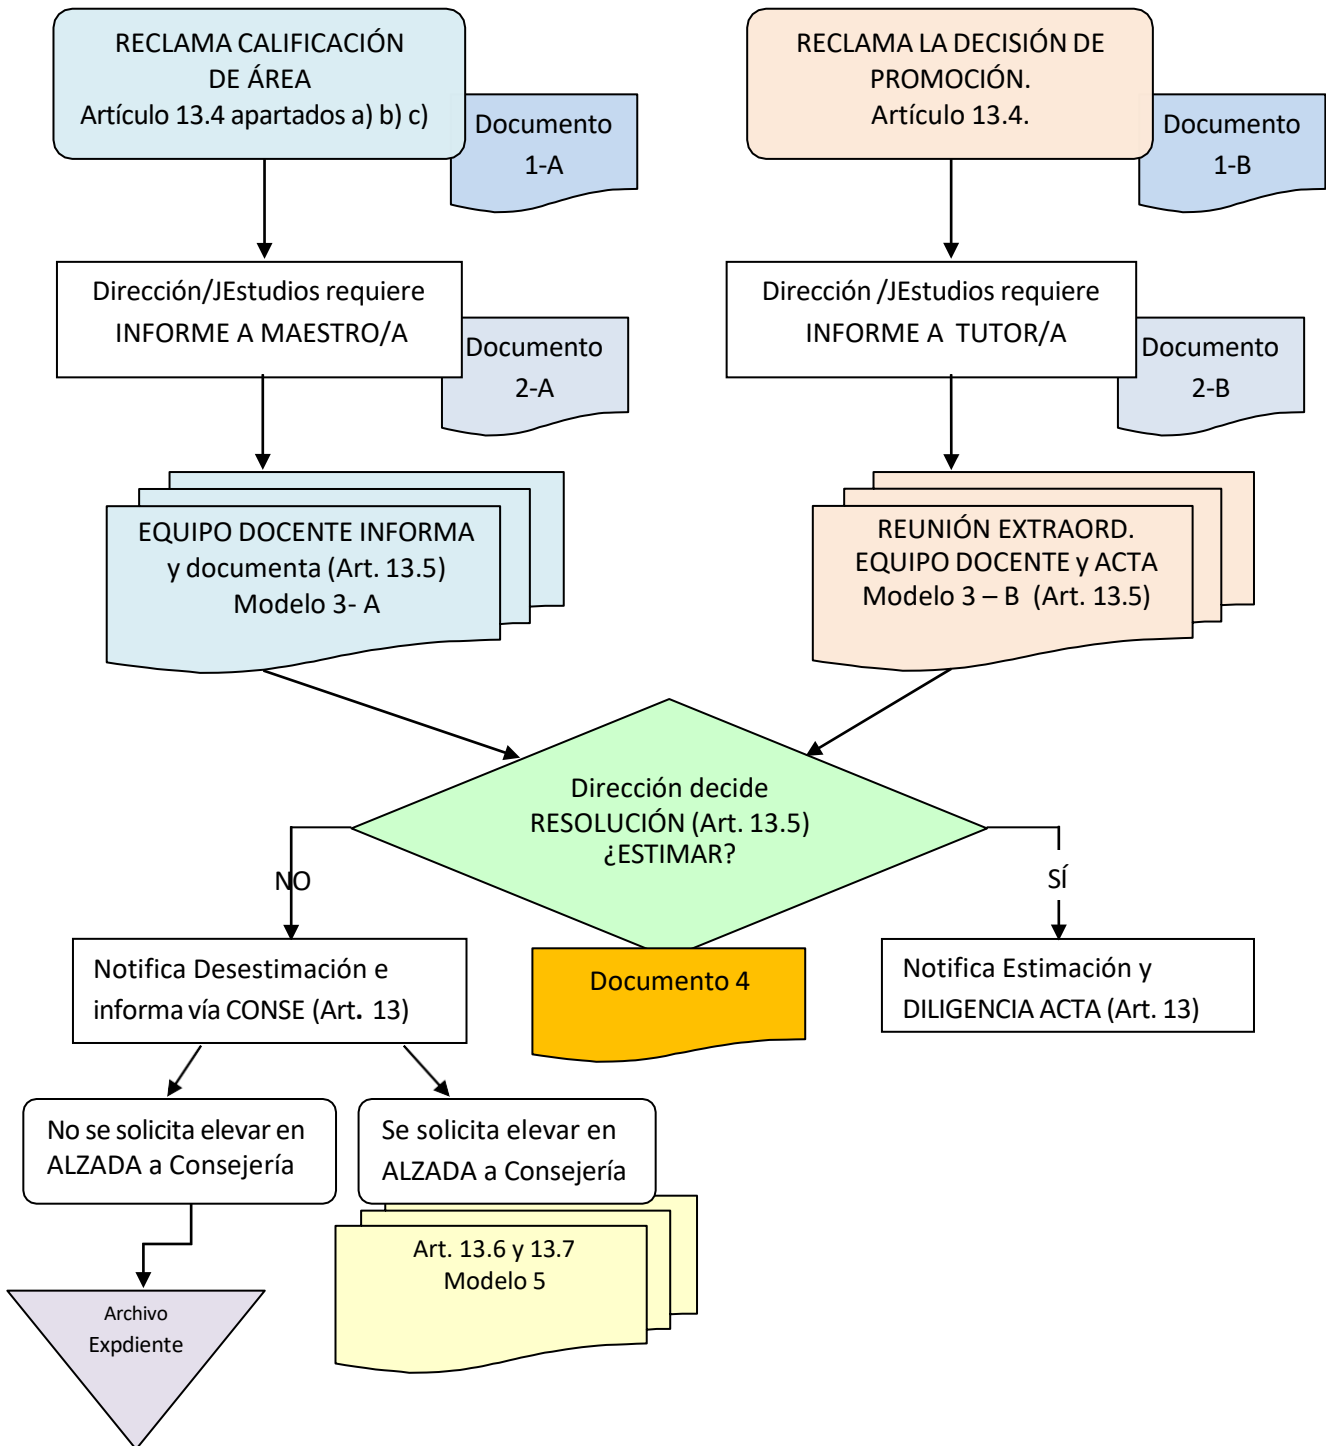 RECLAMA CALIFICACIÓN
DE ÁREA
Artículo 13.4 apartados a) b) c)
Documento
1-A
RECLAMA LA DECISIÓN DE
PROMOCIÓN.
Artículo 13.4.
Documento
1-B
Dirección/JEstudios requiere
INFORME A MAESTRO/A
Documento
2-A
Dirección /JEstudios requiere
INFORME A TUTOR/A
Documento
2-B
EQUIPO DOCENTE INFORMA
y documenta (Art. 13.5)
Modelo 3- A
REUNIÓN EXTRAORD.
EQUIPO DOCENTE y ACTA
Modelo 3 – B (Art. 13.5)
Dirección decide
RESOLUCIÓN (Art. 13.5)
¿ESTIMAR?
NO
SÍ
Notifica Desestimación e
informa vía CONSE (Art. 13)
Documento 4
Notifica Estimación y
DILIGENCIA ACTA (Art. 13)
No se solicita elevar en
ALZADA a Consejería
Se solicita elevar en
ALZADA a Consejería
Art. 13.6 y 13.7
Modelo 5
Archivo
Expdiente